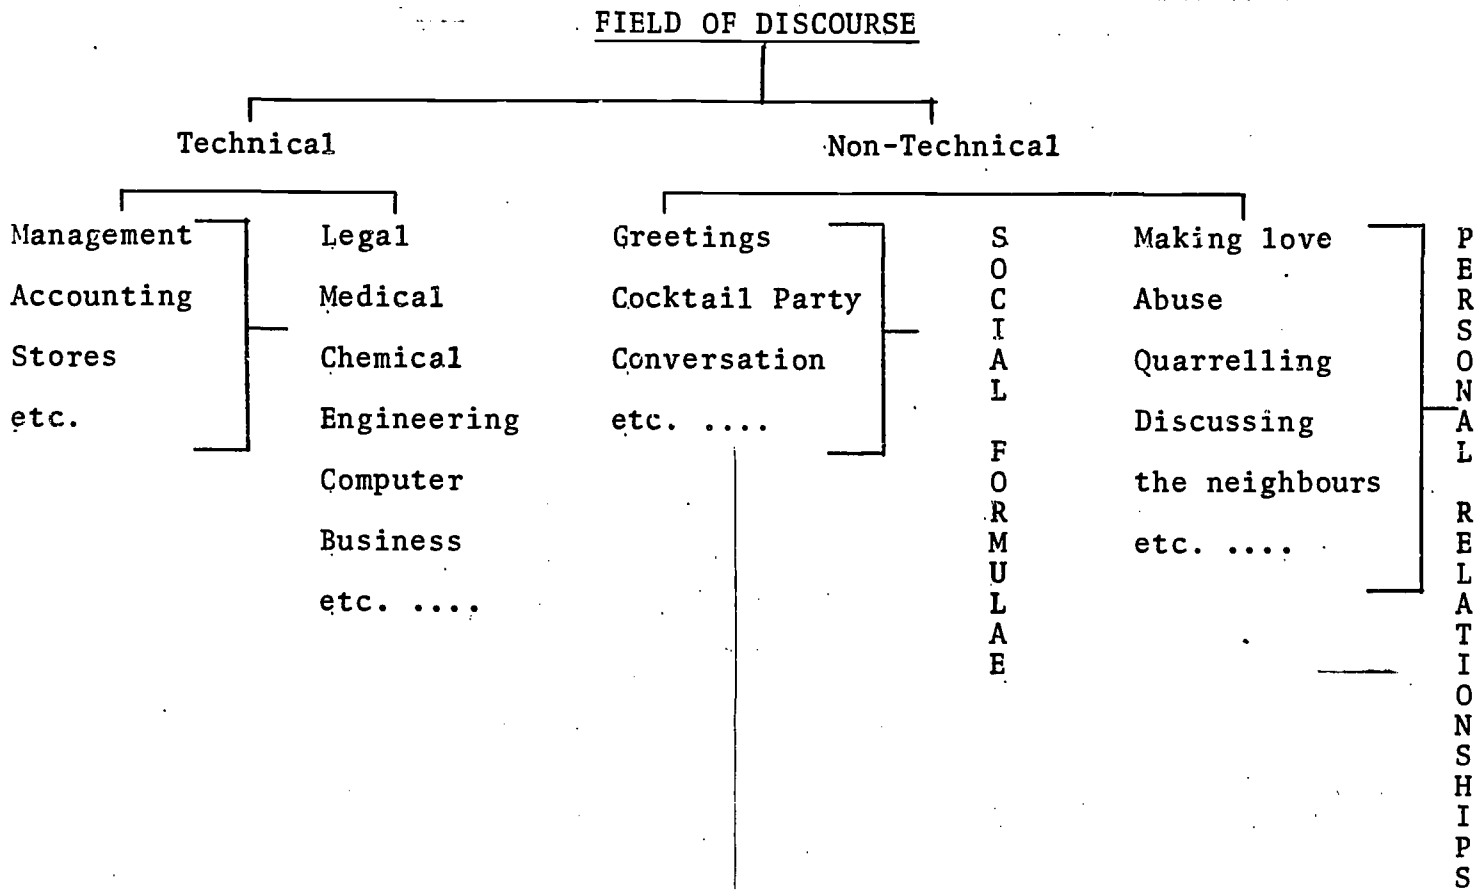 FIELD OF DISCOURSE
Technical
Non-Technical
Management
Accounting
Stores
etc.
Legal
Medical
Chemical
Engineering
Computer
Business
etc. ....
Greetings
Cocktail Party
Conversation
etc. ....
SOCIAL FORMULAE
Making love
Abuse
Quarrelling
Discussing
the neighbours
etc. ....
PERSONAL RELATIONSHIPS